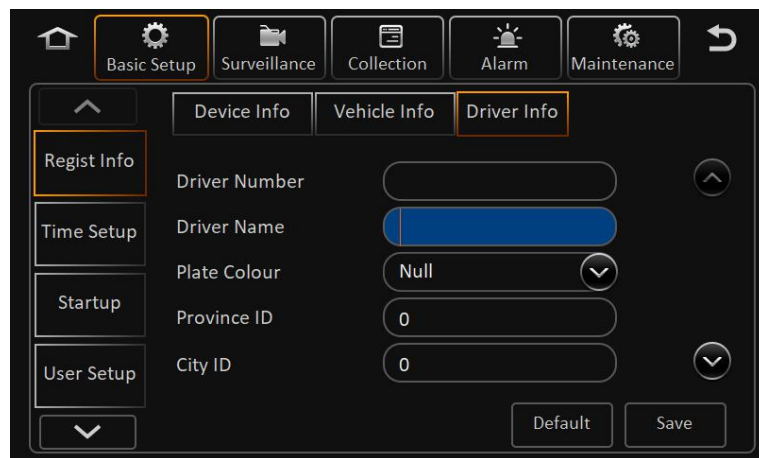 Basic Setup Surveillance Collection Alarm Maintenance
Device Info Vehicle Info Driver Info
Regist Info
Driver Number
Time Setup
Driver Name
Plate Colour Null
Startup
Province ID 0
User Setup
City ID 0
Default Save